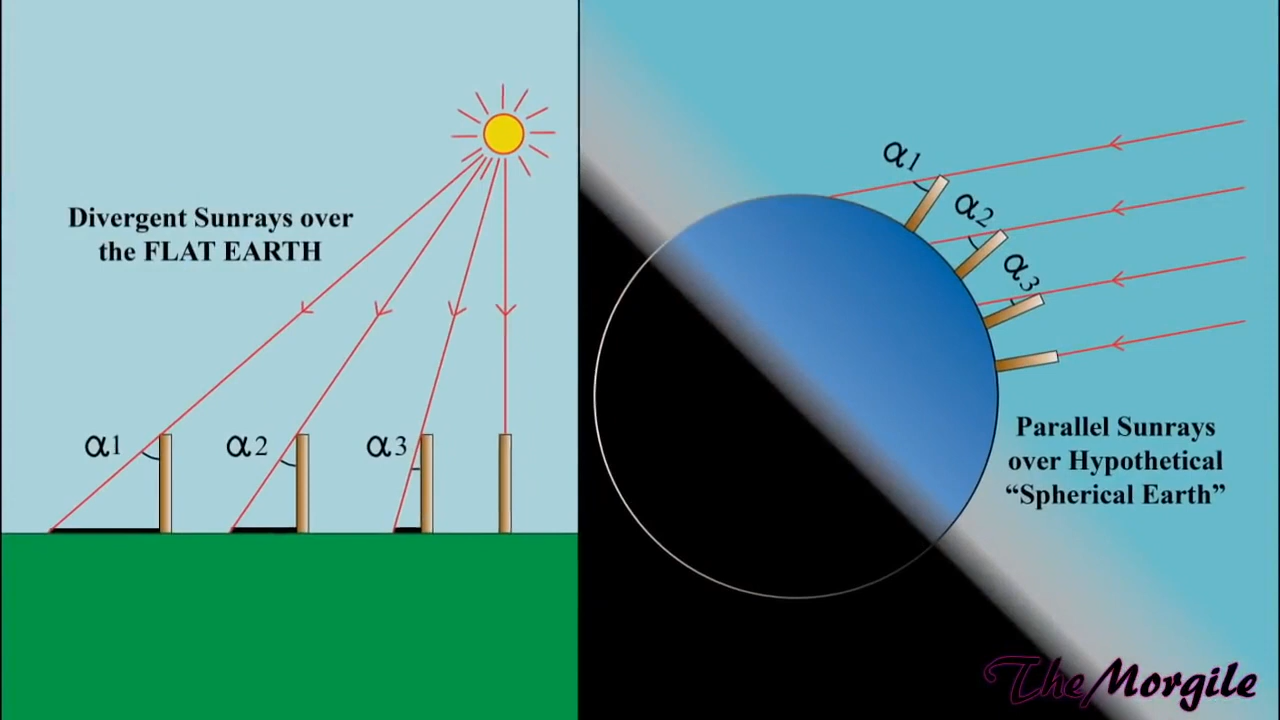 Divergent Sunrays over
the FLAT EARTH
α1
α2
α3
α1
α2
α3
Parallel Sunrays
over Hypothetical
“Spherical Earth”
TheMorgile